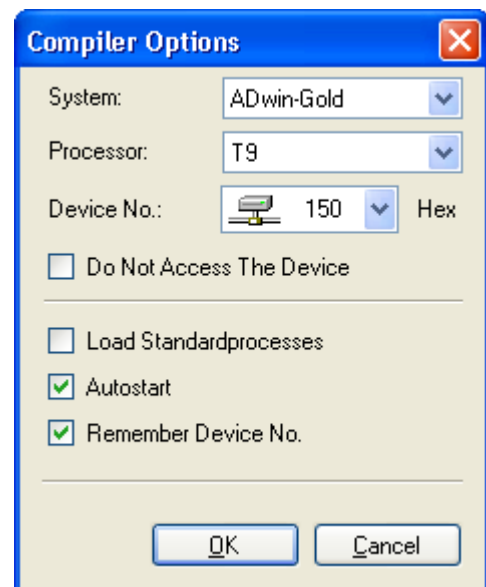 Compiler Options
System: ADwin-Gold
Processor: T9
Device No.: 150 Hex
Do Not Access The Device
Load Standardprocesses
Autostart
Remember Device No.
OK Cancel